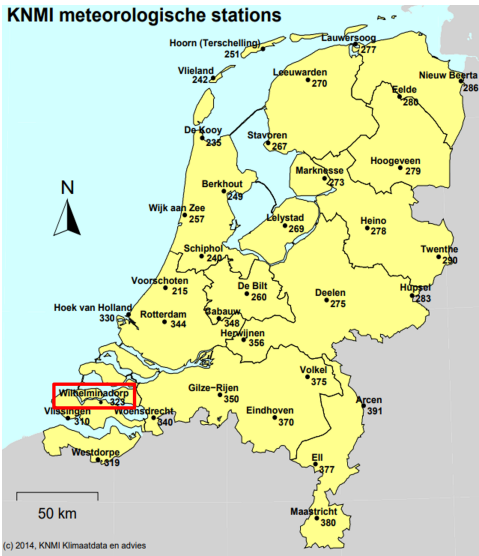 KNMI meteorologische stations
Lauwersoog
277
Hoorn (Terschelling)
251
Vlieland
242
Leeuwarden
270
Nieuw Beerta
286
Eelde
280
De Kooy
235
Stavoren
267
Hoogeveen
279
Marknesse
273
N
Berkhout
249
Wijk aan Zee
257
Lelystad
269
Heino
278
Schiphol
240
Twenthe
290
Voorschoten
215
De Bilt
260
Deelen
275
Hupsel
283
Hoek van Holland
330
Rotterdam
344
Cabauw
348
Herwijnen
356
Volkel
375
Wilhelminadorp
323
Gilze-Rijen
350
Arcen
391
Vlissingen
310
Woensdrecht
340
Eindhoven
370
Westdorpe
319
Ell
377
50 km
Maastricht
380
(c) 2014, KNMI Klimaatdata en advies